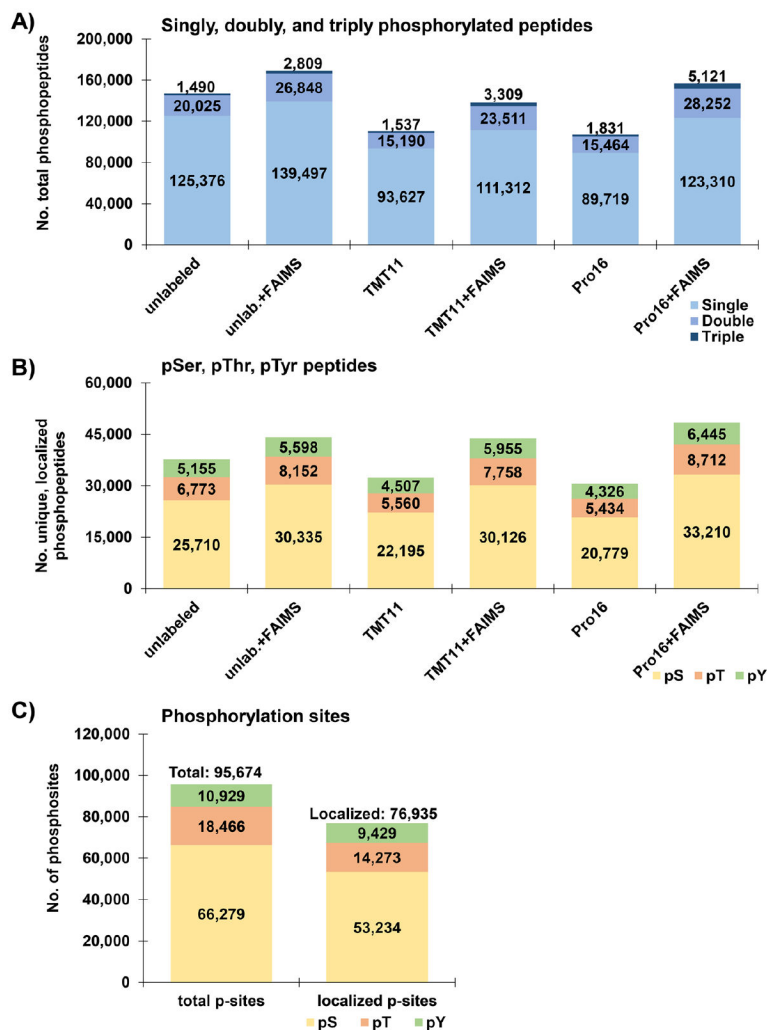 A) Singly, doubly, and triply phosphorylated peptides
No. total phosphopeptides
200,000
160,000
120,000
80,000
40,000
0
1,490
20,025
125,376
2,809
26,848
139,497
1,537
15,190
93,627
3,309
23,511
111,312
1,831
15,464
89,719
5,121
28,252
123,310
unlabeled
unlab.+FAIMS
TMT11
TMT11+FAIMS
Pro16
Pro16+FAIMS
Single
Double
Triple
B) pSer, pThr, pTyr peptides
No. unique, localized
phosphopeptides
60,000
45,000
30,000
15,000
0
5,155
6,773
25,710
5,598
8,152
30,335
4,507
5,560
22,195
5,955
7,758
30,126
4,326
5,434
20,779
6,445
8,712
33,210
unlabeled
unlab.+FAIMS
TMT11
TMT11+FAIMS
Pro16
Pro16+FAIMS
pS pT pY
C) Phosphorylation sites
No. of phosphosites
120,000
100,000
80,000
60,000
40,000
20,000
0
Total: 95,674
10,929
18,466
66,279
Localized: 76,935
9,429
14,273
53,234
total p-sites
localized p-sites
pS pT pY